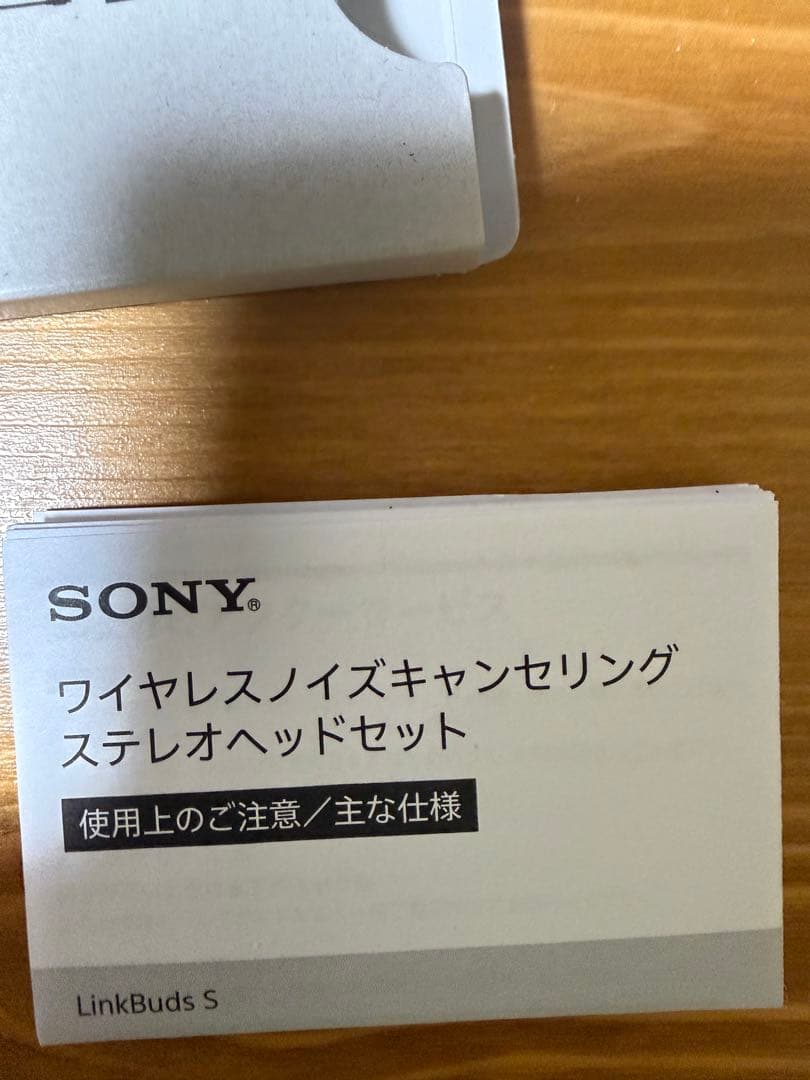 SONY®
ワイヤレスノイズキャンセリング
ステレオヘッドセット
使用上のご注意／主な仕様
LinkBuds S